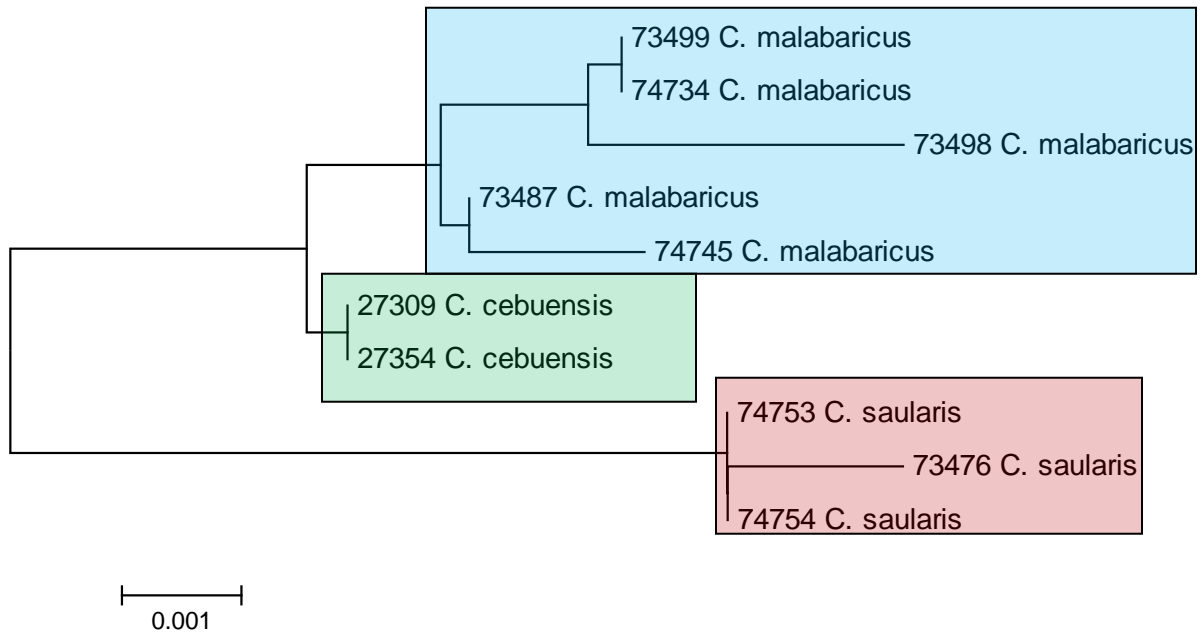 73499 C. malabaricus
74734 C. malabaricus
73498 C. malabaricus
73487 C. malabaricus
74745 C. malabaricus
27309 C. cebuensis
27354 C. cebuensis
74753 C. saularis
73476 C. saularis
74754 C. saularis
0.001